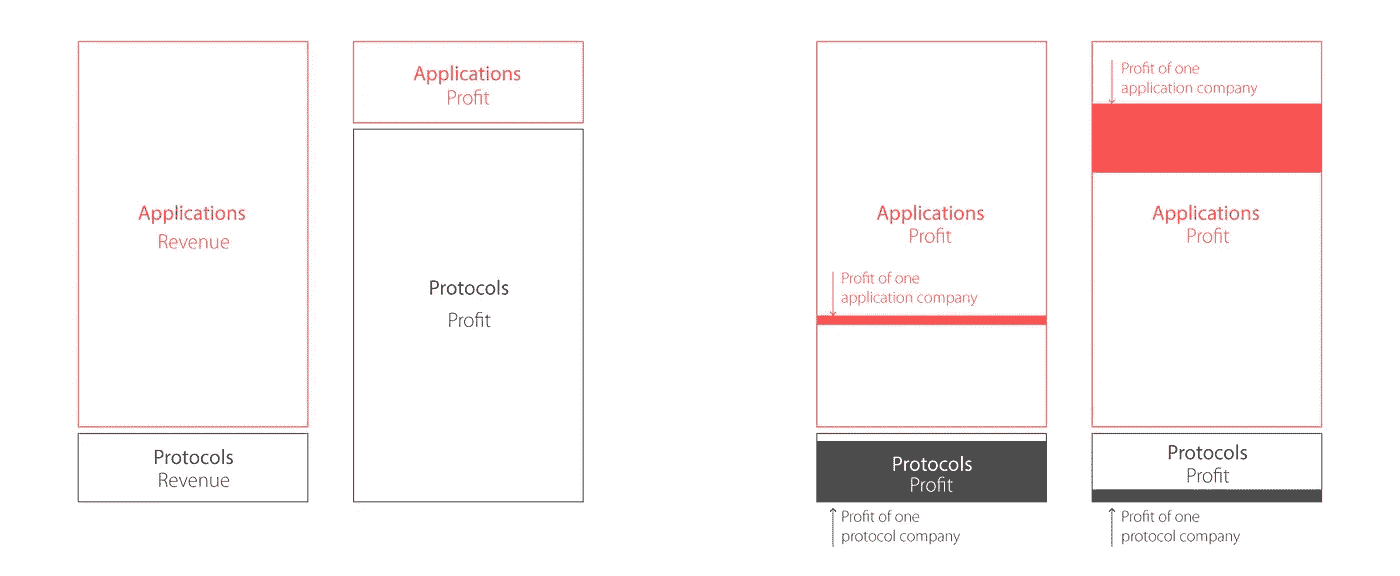 Applications
Revenue
Protocols
Revenue
Applications
Profit
Protocols
Profit
Applications
Profit
Profit of one
application company
Protocols
Profit
Profit of one
protocol company
Profit of one
application company
Applications
Profit
Protocols
Profit
Profit of one
protocol company